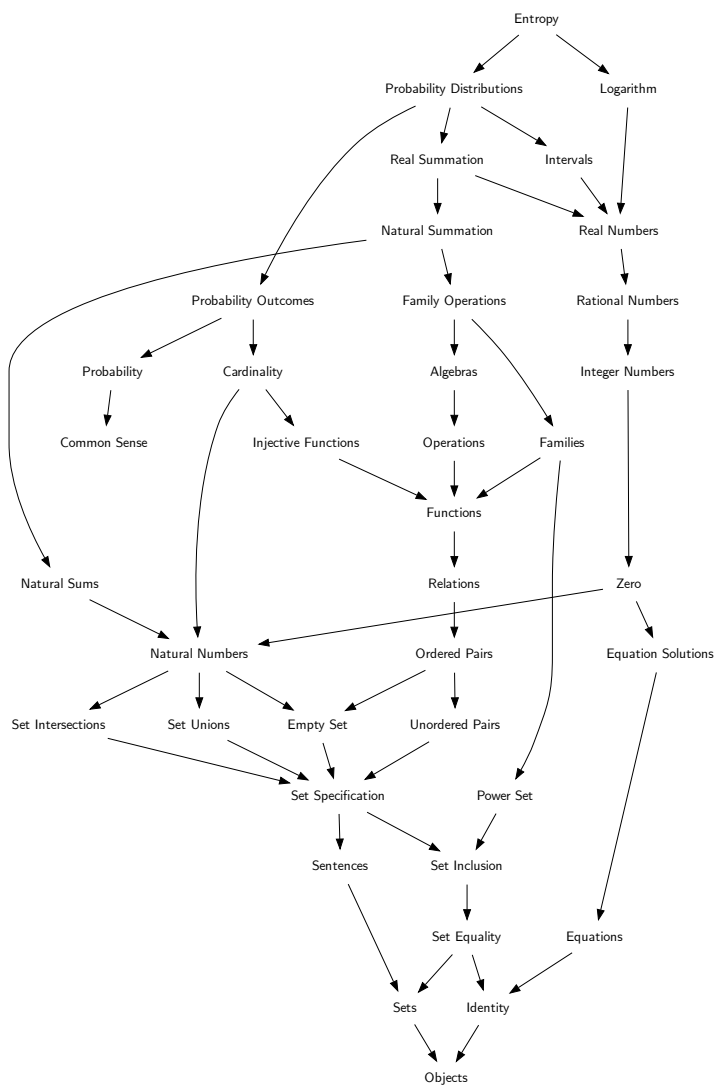 Entropy
Probability Distributions
Logarithm
Real Summation
Intervals
Natural Summation
Real Numbers
Probability Outcomes
Family Operations
Rational Numbers
Probability
Cardinality
Algebras
Integer Numbers
Common Sense
Injective Functions
Operations
Families
Functions
Natural Sums
Relations
Zero
Natural Numbers
Ordered Pairs
Equation Solutions
Set Intersections
Set Unions
Empty Set
Unordered Pairs
Set Specification
Power Set
Sentences
Set Inclusion
Set Equality
Equations
Sets
Identity
Objects